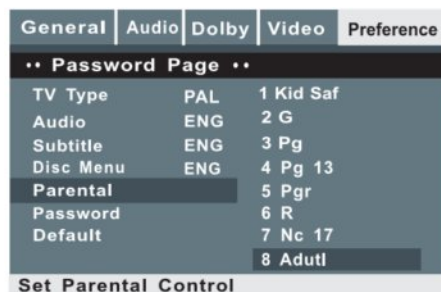 General Audio Dolby Video Preference
•• Password Page ••
TV Type PAL 1 Kid Saf
Audio ENG 2 G
Subtitle ENG 3 Pg
Disc Menu ENG 4 Pg 13
Parental 5 Pgr
Password 6 R
Default 7 Nc 17
8 Adutl
Set Parental Control